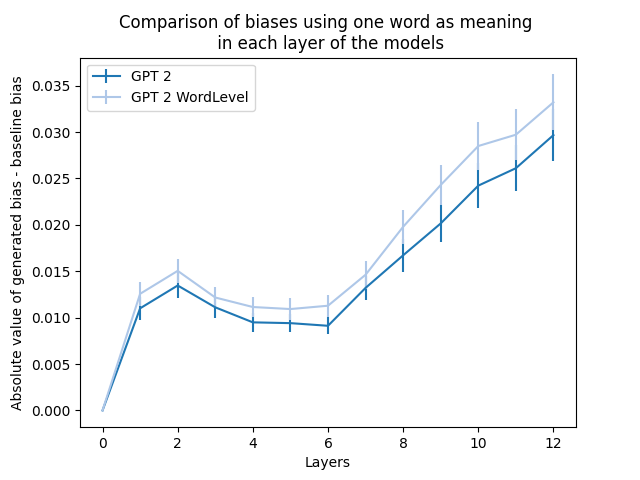 Comparison of biases using one word as meaning
in each layer of the models
GPT 2
GPT 2 WordLevel
Absolute value of generated bias - baseline bias
0.035
0.030
0.025
0.020
0.015
0.010
0.005
0.000
0 2 4 6 8 10 12
Layers